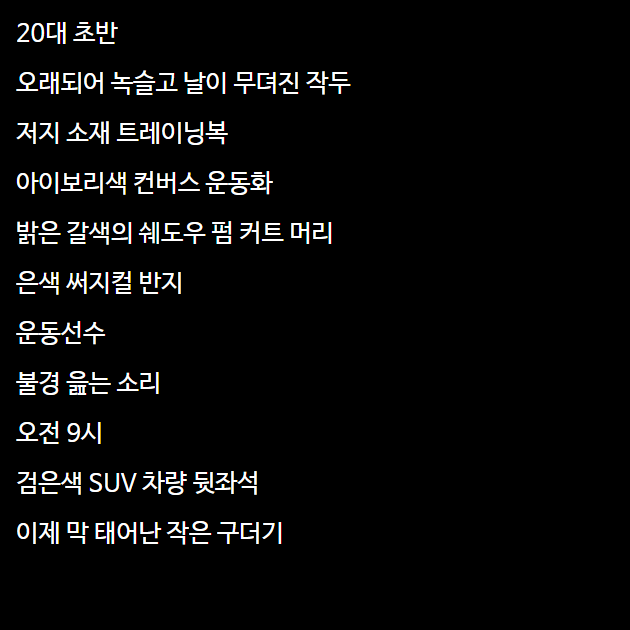 20대 초반
오래되어 녹슬고 날이 무뎌진 작두
저지 소재 트레이닝복
아이보리색 컨버스 운동화
밝은 갈색의 쉐도우 펌 커트 머리
은색 써지컬 반지
운동선수
불경 읊는 소리
오전 9시
검은색 SUV 차량 뒷좌석
이제 막 태어난 작은 구더기